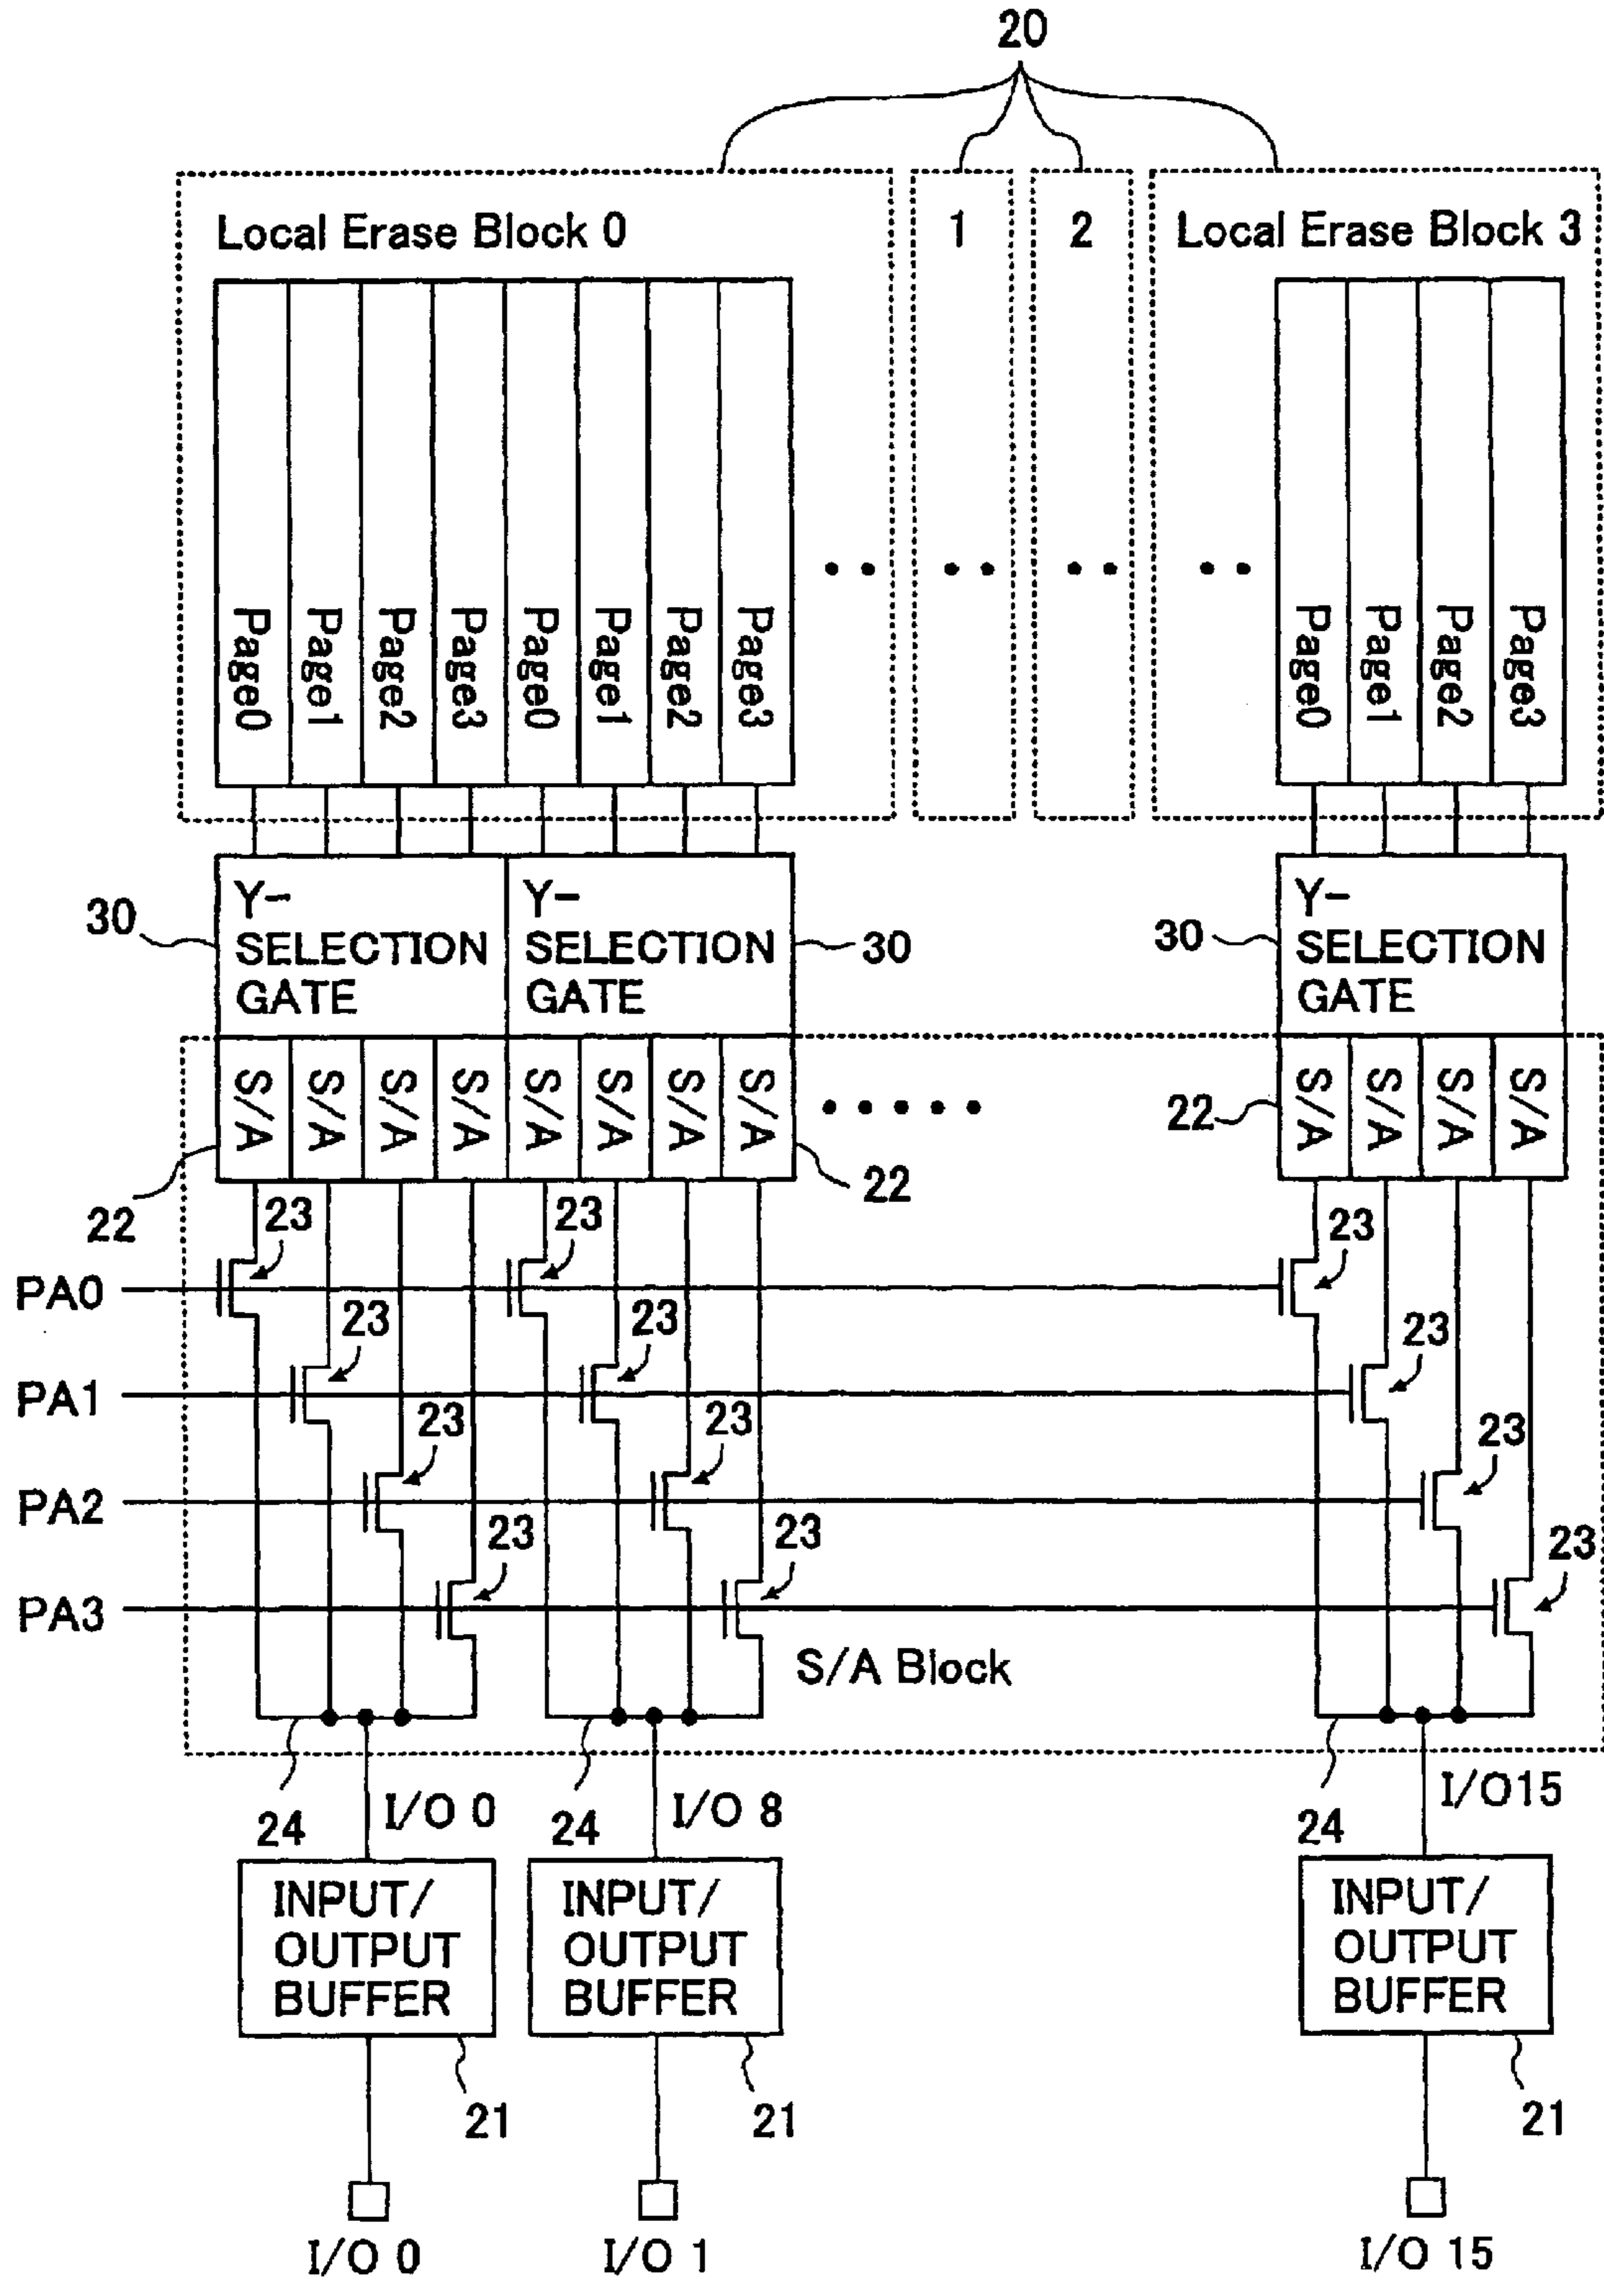 20
Local Erase Block 0
1
2
Local Erase Block 3
Page0
Page1
Page2
Page3
Page0
Page1
Page2
Page3
Page0
Page1
Page2
Page3
30
Y-
SELECTION
GATE
Y-
SELECTION
GATE
30
30
Y-
SELECTION
GATE
S/A
S/A
S/A
S/A
S/A
S/A
S/A
S/A
22
S/A
S/A
S/A
S/A
22
22
23
23
23
PA0
23
23
23
PA1
23
23
23
PA2
23
23
23
PA3
S/A Block
24
I/O 0
24
I/O 8
24
I/O15
INPUT/
OUTPUT
BUFFER
INPUT/
OUTPUT
BUFFER
INPUT/
OUTPUT
BUFFER
21
21
21
I/O 0
I/O 1
I/O 15